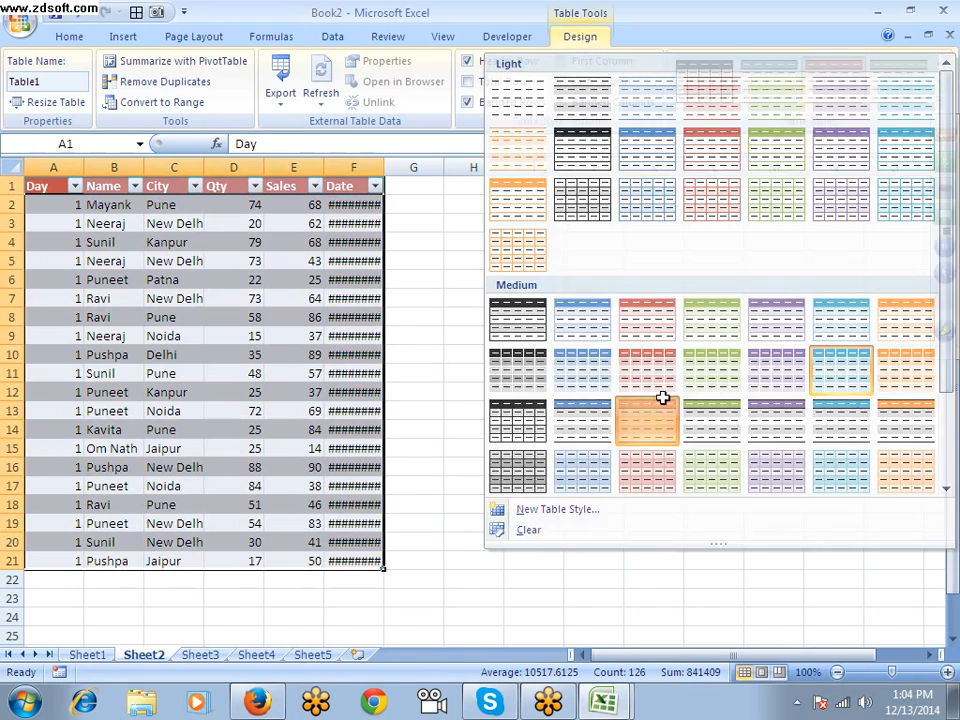 www.zdsoft.com
Book2 - Microsoft Excel
Table Tools
Home Insert Page Layout Formulas Data Review View Developer Design
Table Name:
Table1
Resize Table
Properties
Summarize with PivotTable
Remove Duplicates
Convert to Range
Tools
Export
Refresh
Properties
Open in Browser
Unlink
External Table Data
First Column
Light
Medium
New Table Style...
Clear
A1
Day
A B C D E F G H
1 Day Name City Qty Sales Date
2 1 Mayank Pune 74 68 ########
3 1 Neeraj New Delh 20 62 ########
4 1 Sunil Kanpur 79 68 ########
5 1 Neeraj New Delh 73 43 ########
6 1 Puneet Patna 22 25 ########
7 1 Ravi New Delh 73 64 ########
8 1 Ravi Pune 58 86 ########
9 1 Neeraj Noida 15 37 ########
10 1 Pushpa Delhi 35 89 ########
11 1 Sunil Pune 48 57 ########
12 1 Puneet Kanpur 25 37 ########
13 1 Puneet Noida 72 69 ########
14 1 Kavita Pune 25 84 ########
15 1 Om Nath Jaipur 25 14 ########
16 1 Pushpa New Delh 88 90 ########
17 1 Puneet Noida 84 38 ########
18 1 Ravi Pune 51 46 ########
19 1 Puneet New Delh 54 83 ########
20 1 Sunil New Delh 30 41 ########
21 1 Pushpa Jaipur 17 50 ########
22
23
24
25
Sheet1 Sheet2 Sheet3 Sheet4 Sheet5
Ready Average: 10517.6125 Count: 126 Sum: 841409 100%
1:04 PM
12/13/2014